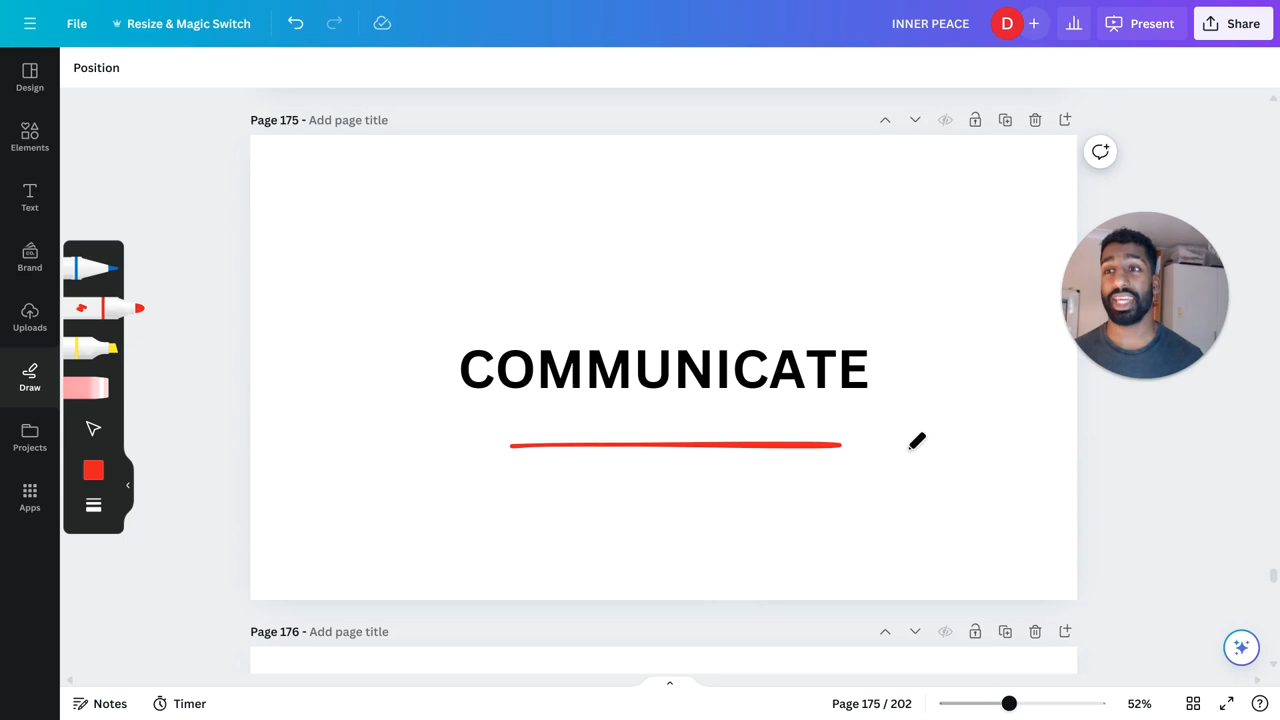 File
Resize & Magic Switch
INNER PEACE
D
Present
Share
Position
Design
Elements
Text
CO.
Brand
Uploads
Draw
Projects
Apps
Page 175 - Add page title
COMMUNICATE
Page 176 - Add page title
Notes
Timer
Page 175 / 202
52%